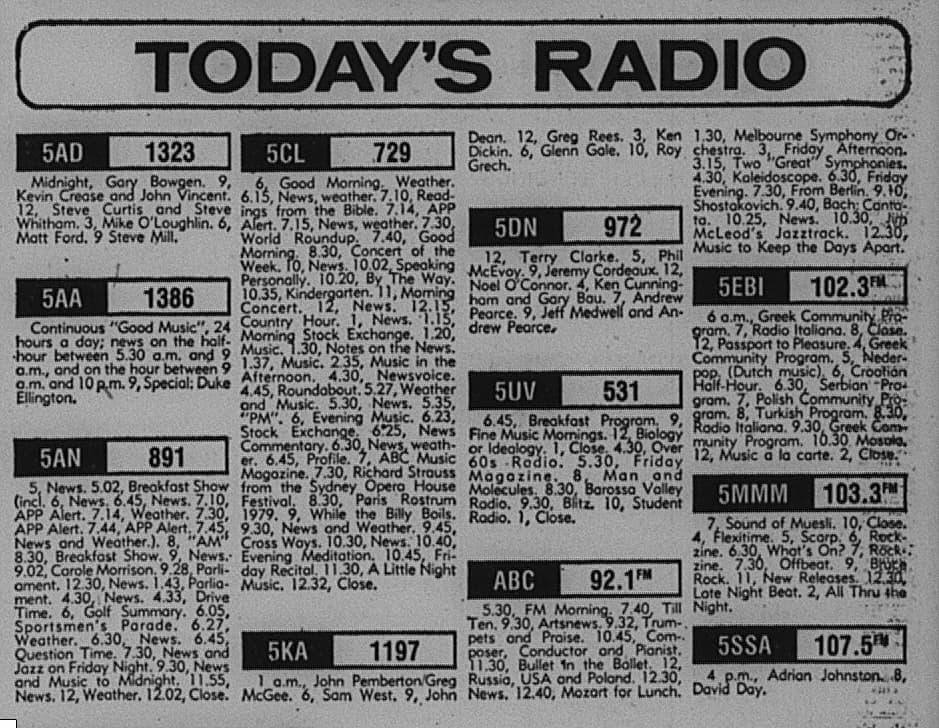 TODAY'S RADIO
5AD 1323
Midnight, Gary Bowgen. 9,
Kevin Crease and John Vincent.
12, Steve Curtis and Steve
Whitham. 3, Mike O'Loughlin. 6,
Matt Ford. 9 Steve Mill.
5AA 1386
Continuous "Good Music", 24
hours a day; news on the half-
hour between 5.30 a.m. and 9
a.m., and on the hour between 9
a.m. and 10 p.m. 9, Special: Duke
Ellington.
5AN 891
5, News. 5.02, Breakfast Show
(incl. 6, News. 6.45, News. 7.10,
APP Alert. 7.14, Weather. 7.30,
APP Alert. 7.44, APP Alert. 7.45,
News and Weather.). 8, "AM"
8.30, Breakfast Show. 9, News.
9.02, Carole Morrison. 9.28, Parli-
ament. 12.30, News. 1.43, Parlia-
ment. 4.30, News. 4.33, Drive
Time. 6, Golf Summary. 6.05,
Sportsmen's Parade. 6.27,
Weather. 6.30, News. 6.45,
Question Time. 7.30, News and
Jazz on Friday Night. 9.30, News
and Music to Midnight. 11.55,
News. 12, Weather. 12.02, Close.
5CL 729
6, Good Morning, Weather.
6.15, News, weather. 7.10, Read-
ings from the Bible. 7.14, APP
Alert. 7.15, News, weather. 7.30,
World Roundup. 7.40, Good
Morning. 8.30, Concert of the
Week. 10, News. 10.02, Speaking
Personally. 10.20, By The Way.
10.35, Kindergarten. 11, Morning
Concert. 12, News. 12.15,
Country Hour. 1, News. 1.15,
Morning Stock Exchange. 1.20,
Music. 1.30, Notes on the News.
1.37, Music. 2.35, Music in the
Afternoon. 4.30, Newsvoice.
4.45, Roundabout. 5.27, Weather
and Music. 5.30, News. 5.35,
"PM". 6, Evening Music. 6.23,
Stock Exchange. 6.25, News
Commentary. 6.30, News, weath-
er. 6.45, Profile. 7, ABC Music
Magazine. 7.30, Richard Strauss
from the Sydney Opera House
Festival. 8.30, Paris Rostrum
1979. 9, While the Billy Boils.
9.30, News and Weather. 9.45,
Cross Ways. 10.30, News. 10.40,
Evening Meditation. 10.45, Fri-
day Recital. 11.30, A Little Night
Music. 12.32, Close.
5KA 1197
1 a.m., John Pemberton/Greg
McGee. 6, Sam West. 9, John
Dean. 12, Greg Rees. 3, Ken
Dickin. 6, Glenn Gale. 10, Roy
Grech.
5DN 972
12, Terry Clarke. 5, Phil
McEvoy. 9, Jeremy Cordeaux. 12,
Noel O'Connor. 4, Ken Cunning-
ham and Gary Bau. 7, Andrew
Pearce. 9, Jeff Medwell and An-
drew Pearce.
5UV 531
6.45, Breakfast Program. 9,
Fine Music Mornings. 12, Biology
or Idealogy. 1, Close. 4.30, Over
60s Radio. 5.30, Friday
Magazine. 8, Man and
Molecules. 8.30, Barossa Valley
Radio. 9.30, Blitz. 10, Student
Radio. 1, Close.
ABC 92.1FM
5.30, FM Morning. 7.40, Till
Ten. 9.30, Artsnews. 9.32, Trum-
pets and Praise. 10.45, Com-
poser, Conductor and Pianist.
11.30, Bullet in the Ballet. 12,
Russia, USA and Poland. 12.30,
News. 12.40, Mozart for Lunch.
1.30, Melbourne Symphony Or-
chestra. 3, Friday Afternoon.
3.15, Two "Great" Symphonies.
4.30, Kaleidoscope. 6.30, Friday
Evening. 7.30, From Berlin. 9.10,
Shostakovich. 9.40, Bach: Canta-
ta. 10.25, News. 10.30, Jim
McLeod's Jazztrack. 12.30,
Music to Keep the Days Apart.
5EBI 102.3FM
6 a.m., Greek Community Pro-
gram. 7, Radio Italiana. 8, Close.
12, Passport to Pleasure. 4, Greek
Community Program. 5, Neder-
pop, (Dutch music). 6, Croatian
Half-Hour. 6.30, Serbian Pro-
gram. 7, Polish Community Pro-
gram. 8, Turkish Program. 8.30,
Radio Italiana. 9.30, Greek Com-
munity Program. 10.30 Mosaia.
12, Music a la carte. 2, Close.
5MMM 103.3FM
7, Sound of Muesli. 10, Close.
4, Flexitime. 5, Scarp. 6, Rock-
zine. 6.30, What's On? 7, Rock-
zine. 7.30, Offbeat. 9, Bruce
Rock. 11, New Releases. 12.30,
Late Night Beat. 2, All Thru the
Night.
5SSA 107.5FM
4 p.m., Adrian Johnston. 8,
David Day.